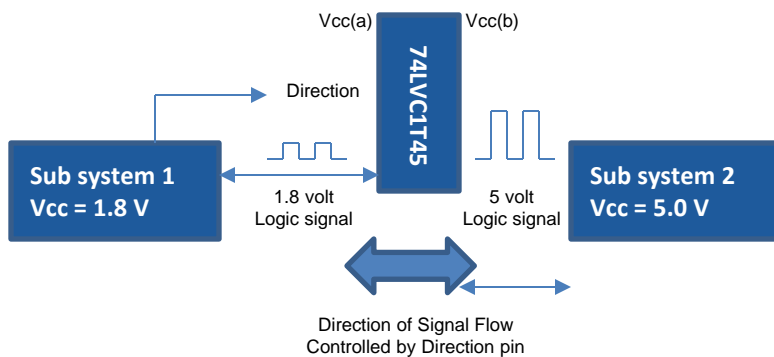 Vcc(a)
Vcc(b)
Direction
74LVC1T45
Sub system 1
Vcc = 1.8 V
1.8 volt
Logic signal
5 volt
Logic signal
Sub system 2
Vcc = 5.0 V
Direction of Signal Flow
Controlled by Direction pin